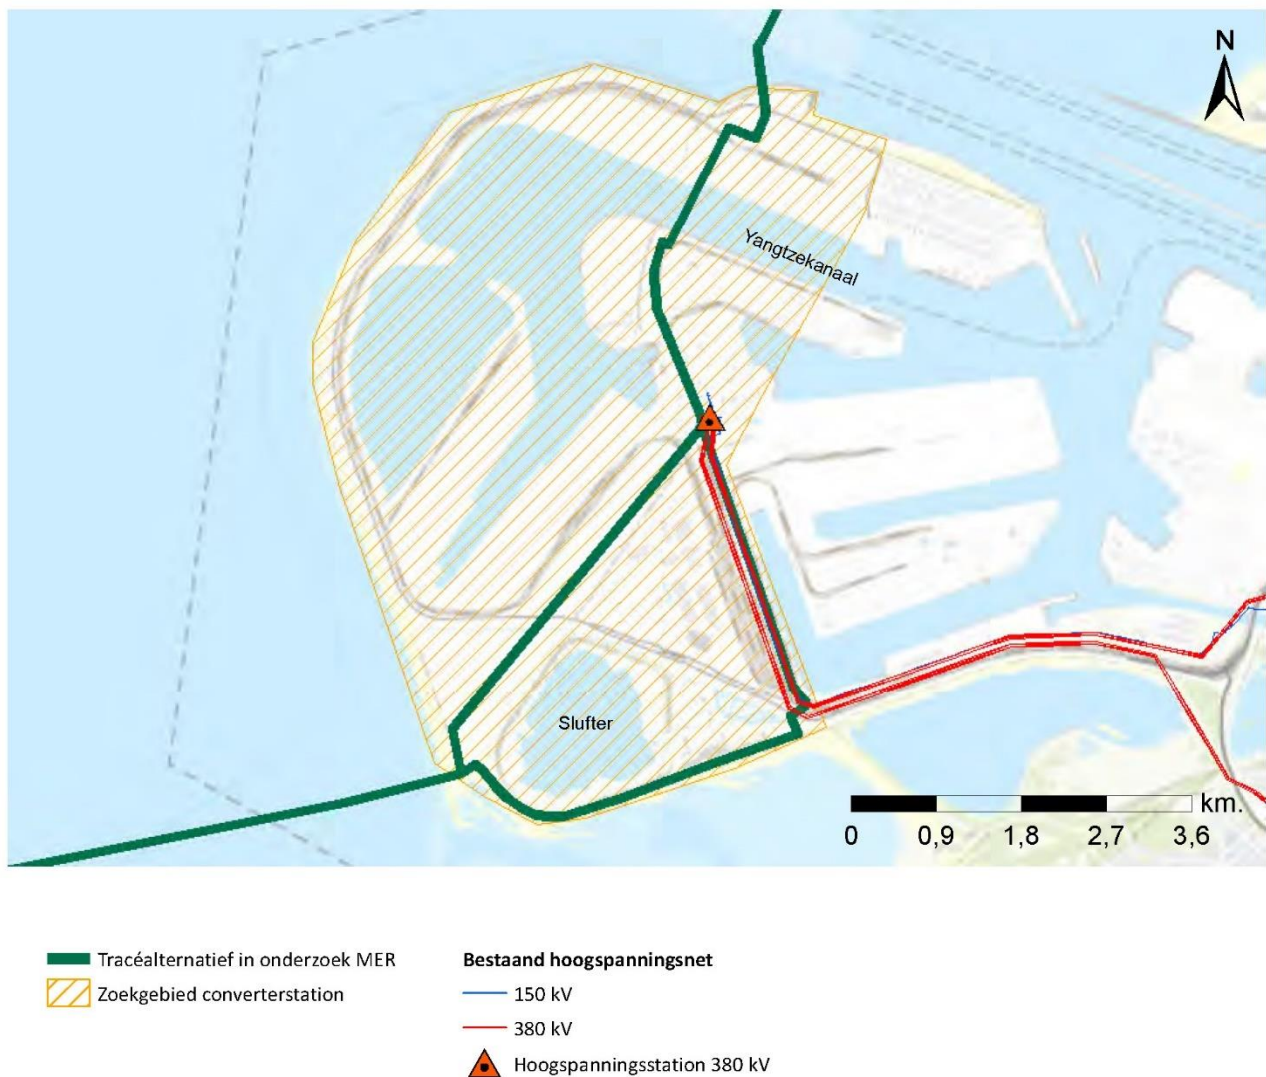 N
Yangtzekanaal
Slufter
km.
0 0,9 1,8 2,7 3,6
Tracéalternatief in onderzoek MER
Zoekgebied converterstation
Bestaand hoogspanningsnet
150 kV
380 kV
Hoogspanningsstation 380 kV